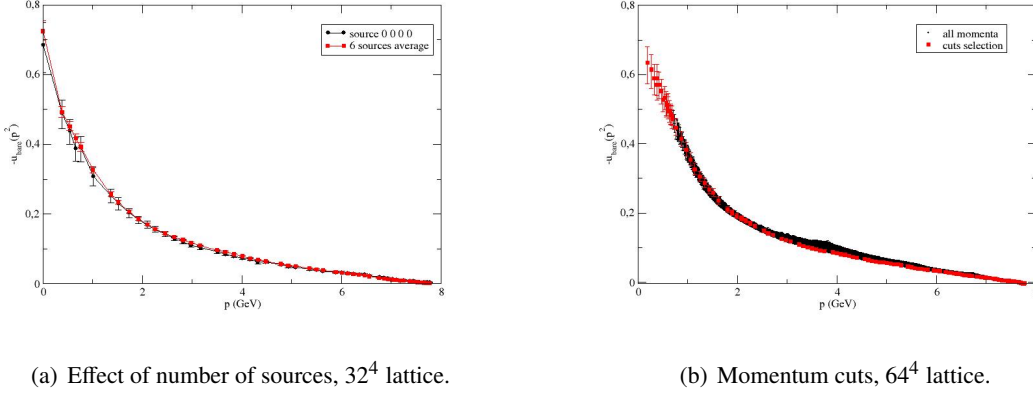 source 0 0 0 0
6 sources average
-u_bare(p²)
0,8
0,6
0,4
0,2
0
0
2
4
6
8
p (GeV)
(a) Effect of number of sources, 32⁴ lattice.
all momenta
cuts selection
-u_bare(p²)
0,8
0,6
0,4
0,2
0
0
2
4
6
p (GeV)
(b) Momentum cuts, 64⁴ lattice.